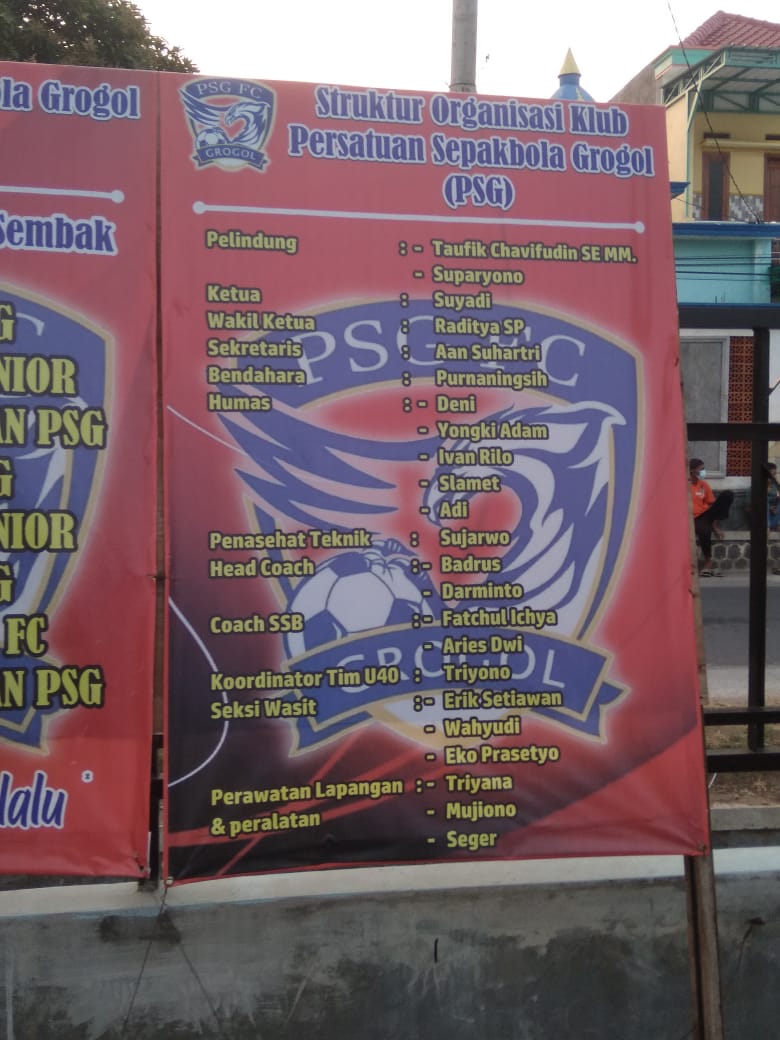 la Grogol
Sembak
G
NIOR
AN PSG
G
NIOR
G
FC
AN PSG
lalu
PSG FC
GROGOL
Struktur Organisasi Klub
Persatuan Sepakbola Grogol
(PSG)
Pelindung : - Taufik Chavifudin SE MM.
- Suparyono
Ketua : Suyadi
Wakil Ketua : Raditya SP
Sekretaris : Aan Suhartri
Bendahara : Purnaningsih
Humas : - Deni
- Yongki Adam
- Ivan Rilo
- Slamet
- Adi
Penasehat Teknik : Sujarwo
Head Coach : - Badrus
- Darminto
Coach SSB : - Fatchul Ichya
- Aries Dwi
Koordinator Tim U40 : Triyono
Seksi Wasit : - Erik Setiawan
- Wahyudi
- Eko Prasetyo
Perawatan Lapangan : - Triyana
& peralatan - Mujiono
- Seger
PSG FC
GROGOL